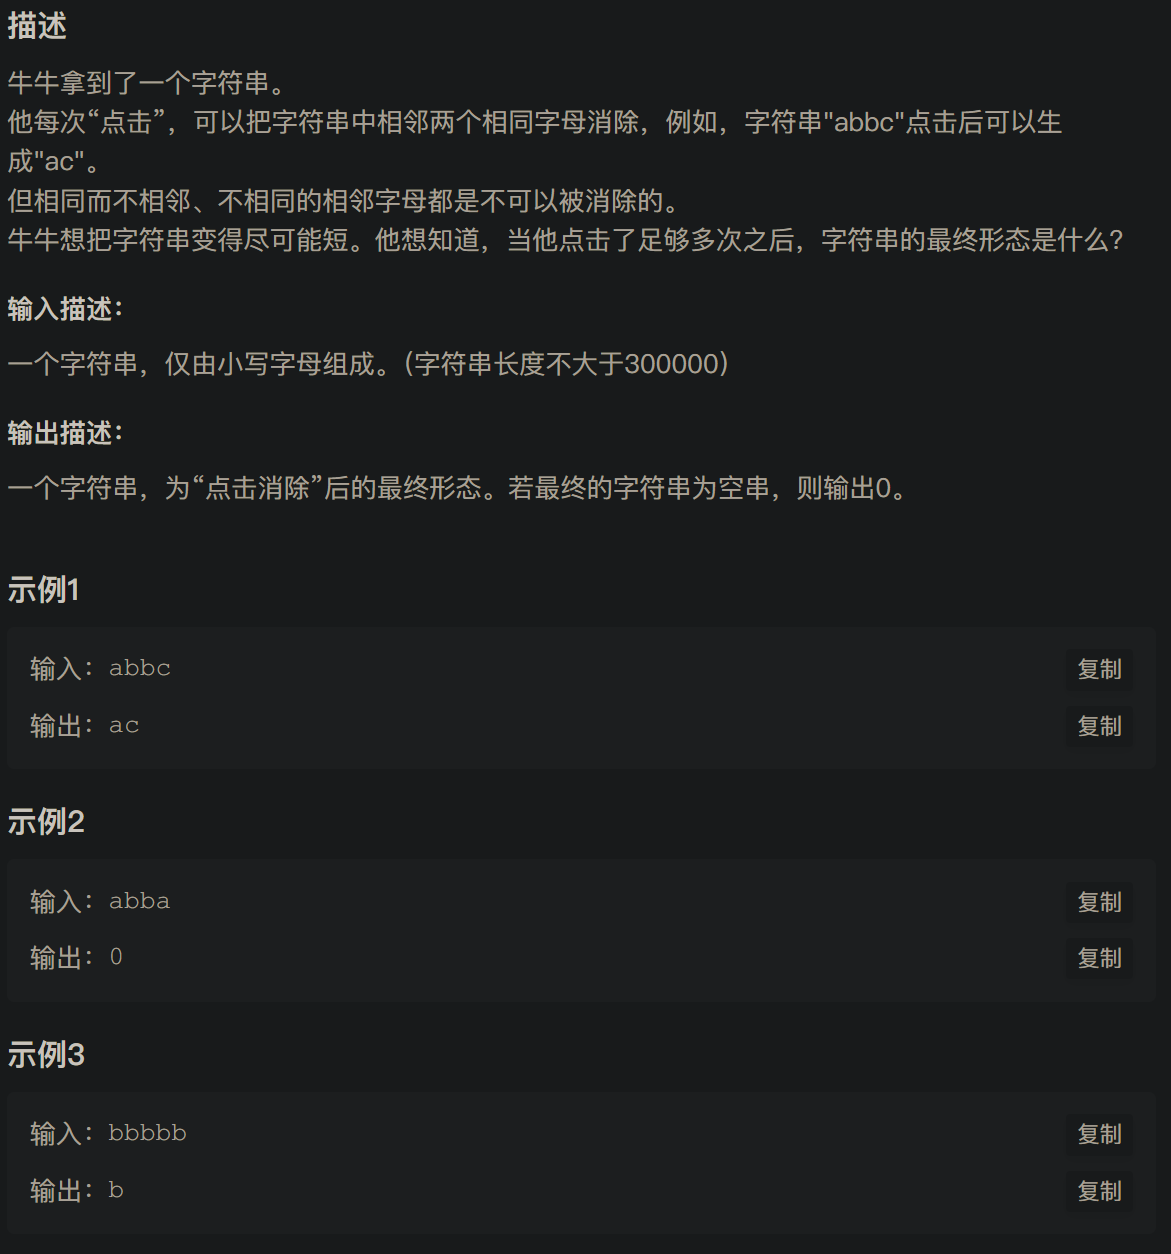 描述
牛牛拿到了一个字符串。
他每次“点击”，可以把字符串中相邻两个相同字母消除，例如，字符串"abbc"点击后可以生
成"ac"。
但相同而不相邻、不相同的相邻字母都是不可以被消除的。
牛牛想把字符串变得尽可能短。他想知道，当他点击了足够多次之后，字符串的最终形态是什么？
输入描述：
一个字符串，仅由小写字母组成。（字符串长度不大于300000）
输出描述：
一个字符串，为“点击消除”后的最终形态。若最终的字符串为空串，则输出0。
示例1
输入：abbc 复制
输出：ac 复制
示例2
输入：abba 复制
输出：0 复制
示例3
输入：bbbbb 复制
输出：b 复制